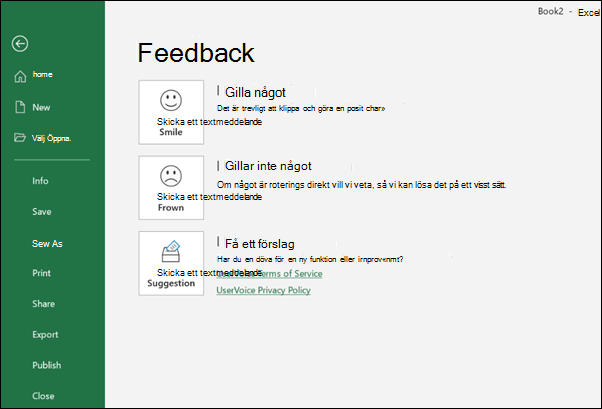 Book2 - Excel
Feedback
home
New
Välj Öppna.
Info
Save
Sew As
Print
Share
Export
Publish
Close
Skicka ett textmeddelande
Smile
Gilla något
Det är trevligt att klippa och göra en posit char»
Skicka ett textmeddelande
Frown
Gillar inte något
Om något är roterings direkt vill vi veta, så vi kan lösa det på ett visst sätt.
Skicka ett textmeddelande
Suggestion
Få ett förslag
Har du en döva för en ny funktion eller irnprov«nmt?
Terms of Service
UserVoice Privacy Policy